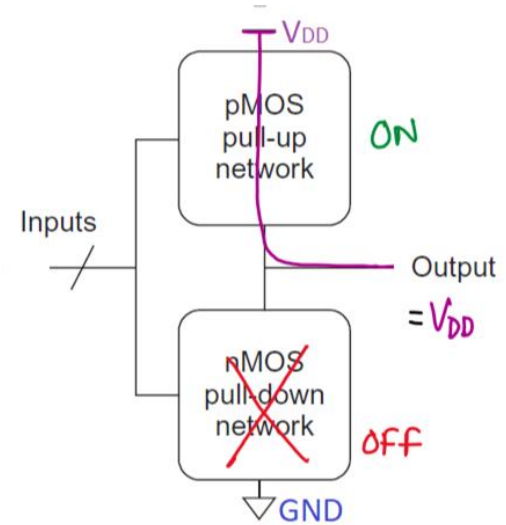 VDD
pMOS
pull-up
network
ON
Inputs
Output
= VDD
nMOS
pull-down
network
OFF
GND